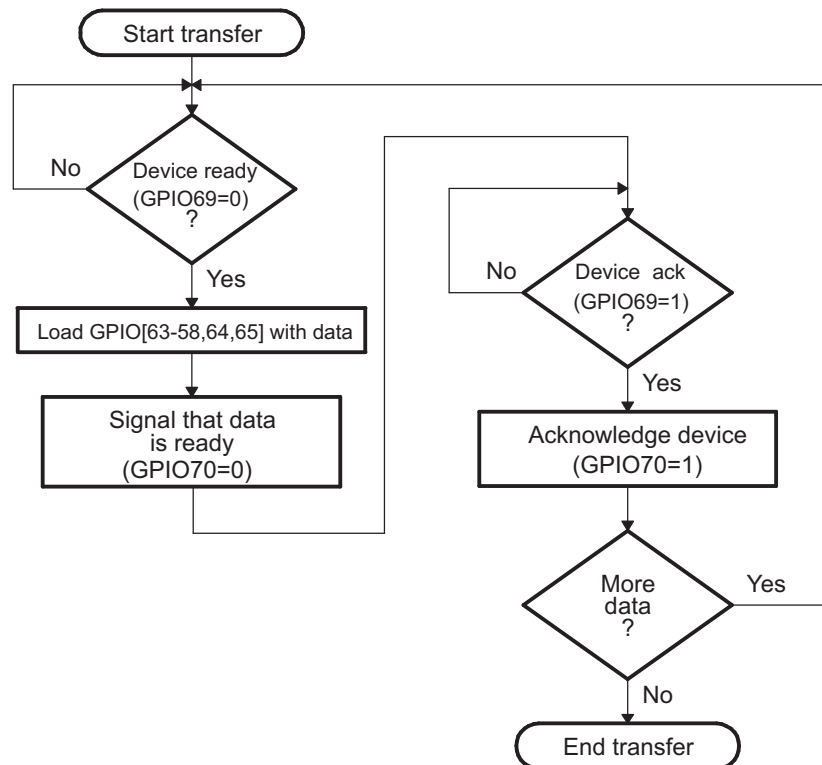 Start transfer
No
Device ready
(GPIO69=0)
?
Yes
Load GPIO[63-58,64,65] with data
Signal that data
is ready
(GPIO70=0)
No
Device ack
(GPIO69=1)
?
Yes
Acknowledge device
(GPIO70=1)
More
data
?
Yes
No
End transfer